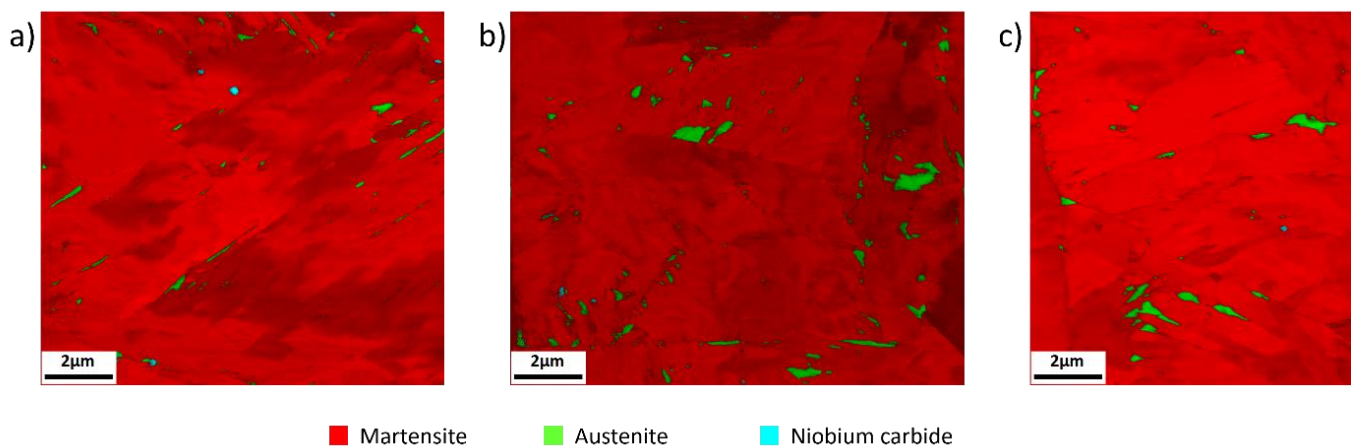 a)
b)
c)
2μm
2μm
2μm
Martensite
Austenite
Niobium carbide